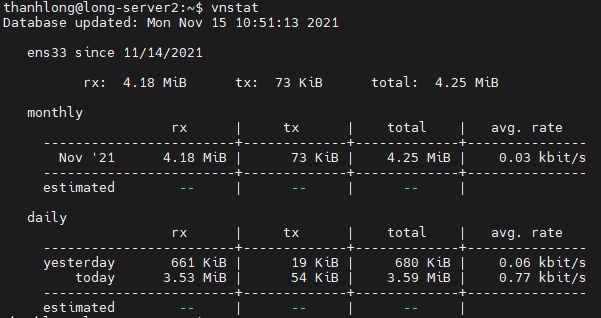 thanhlong@long-server2:~$ vnstat
Database updated: Mon Nov 15 10:51:13 2021
ens33 since 11/14/2021
rx:  4.18 MiB      tx:  73 KiB      total:  4.25 MiB
monthly
rx      |      tx      |      total      |      avg. rate
------------------------+-------------+-------------+---------------
Nov '21      4.18 MiB |      73 KiB |      4.25 MiB |      0.03 kbit/s
------------------------+-------------+-------------+---------------
estimated      --      |      --      |      --      |
daily
rx      |      tx      |      total      |      avg. rate
------------------------+-------------+-------------+---------------
yesterday      661 KiB |      19 KiB |      680 KiB |      0.06 kbit/s
today      3.53 MiB |      54 KiB |      3.59 MiB |      0.77 kbit/s
------------------------+-------------+-------------+---------------
estimated      --      |      --      |      --      |